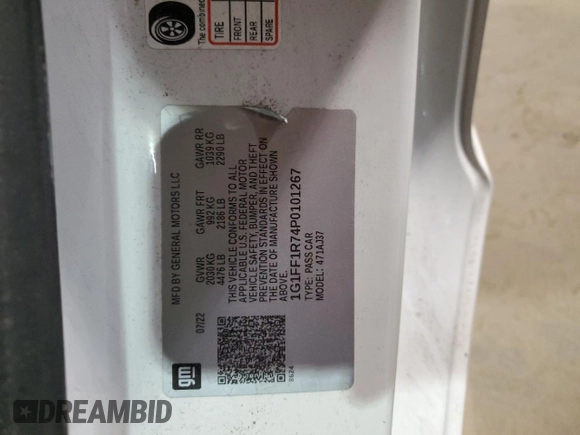 The combined
TIRE
FRONT
REAR
SPARE
MFD BY GENERAL MOTORS LLC
07/22 GVWR GAWR FRT GAWR RR
2030 KG 992 KG 1039 KG
4476 LB 2186 LB 2290 LB
THIS VEHICLE CONFORMS TO ALL
APPLICABLE U.S. FEDERAL MOTOR
VEHICLE SAFETY, BUMPER, AND THEFT
PREVENTION STANDARDS IN EFFECT ON
THE DATE OF MANUFACTURE SHOWN
ABOVE.
1G1FF1R74P0101267
TYPE: PASS CAR
MODEL: 471AJ37
gm
8624
DREAMBID